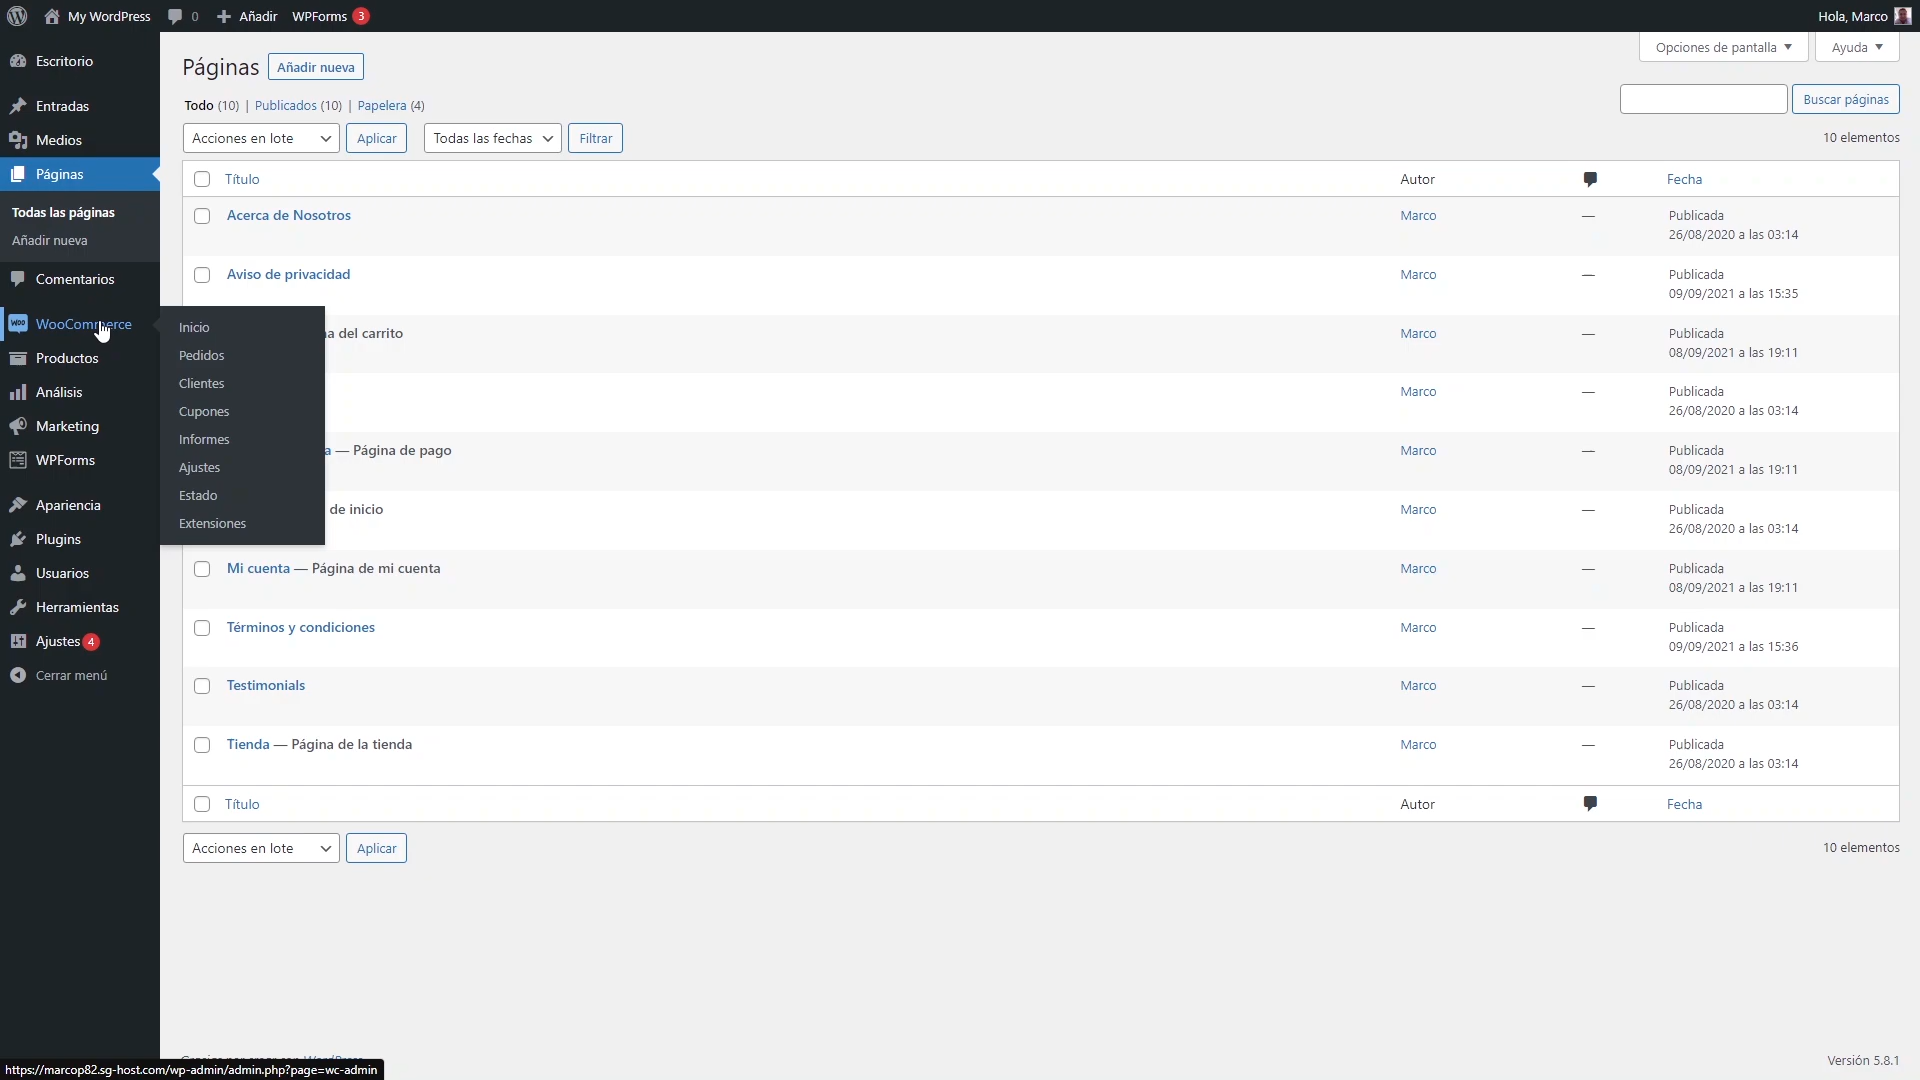 My WordPress 0 Añadir WPForms 3 Hola, Marco
Opciones de pantalla Ayuda
Escritorio
Entradas
Medios
Páginas
Todas las páginas
Añadir nueva
Comentarios
WooCommerce
Productos
Análisis
Marketing
WPForms
Apariencia
Plugins
Usuarios
Herramientas
Ajustes 4
Cerrar menú
Inicio
Pedidos
Clientes
Cupones
Informes
Ajustes
Estado
Extensiones
Páginas Añadir nueva
Todo (10) | Publicados (10) | Papelera (4)
Buscar páginas
Acciones en lote Aplicar Todas las fechas Filtrar 10 elementos
Título Autor Fecha
Acerca de Nosotros Marco — Publicada
26/08/2020 a las 03:14
Aviso de privacidad Marco — Publicada
09/09/2021 a las 15:35
del carrito Marco — Publicada
08/09/2021 a las 19:11
Marco — Publicada
26/08/2020 a las 03:14
— Página de pago Marco — Publicada
08/09/2021 a las 19:11
de inicio Marco — Publicada
26/08/2020 a las 03:14
Mi cuenta — Página de mi cuenta Marco — Publicada
08/09/2021 a las 19:11
Términos y condiciones Marco — Publicada
09/09/2021 a las 15:36
Testimonials Marco — Publicada
26/08/2020 a las 03:14
Tienda — Página de la tienda Marco — Publicada
26/08/2020 a las 03:14
Título Autor Fecha
Acciones en lote Aplicar 10 elementos
Versión 5.8.1
https://marcop82.sg-host.com/wp-admin/admin.php?page=wc-admin